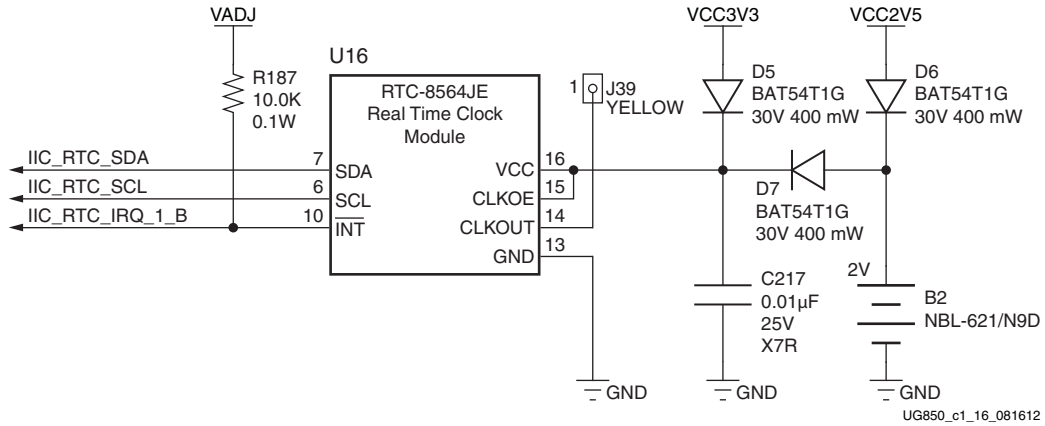 VADJ
VCC3V3
VCC2V5
U16
R187
10.0K
0.1W
RTC-8564JE
Real Time Clock
Module
1
J39
YELLOW
D5
BAT54T1G
30V 400 mW
D6
BAT54T1G
30V 400 mW
IIC_RTC_SDA
7
SDA
VCC
16
IIC_RTC_SCL
6
SCL
CLKOE
15
IIC_RTC_IRQ_1_B
10
INT
CLKOUT
14
GND
13
D7
BAT54T1G
30V 400 mW
C217
0.01µF
25V
X7R
2V
B2
NBL-621/N9D
GND
GND
GND
UG850_c1_16_081612